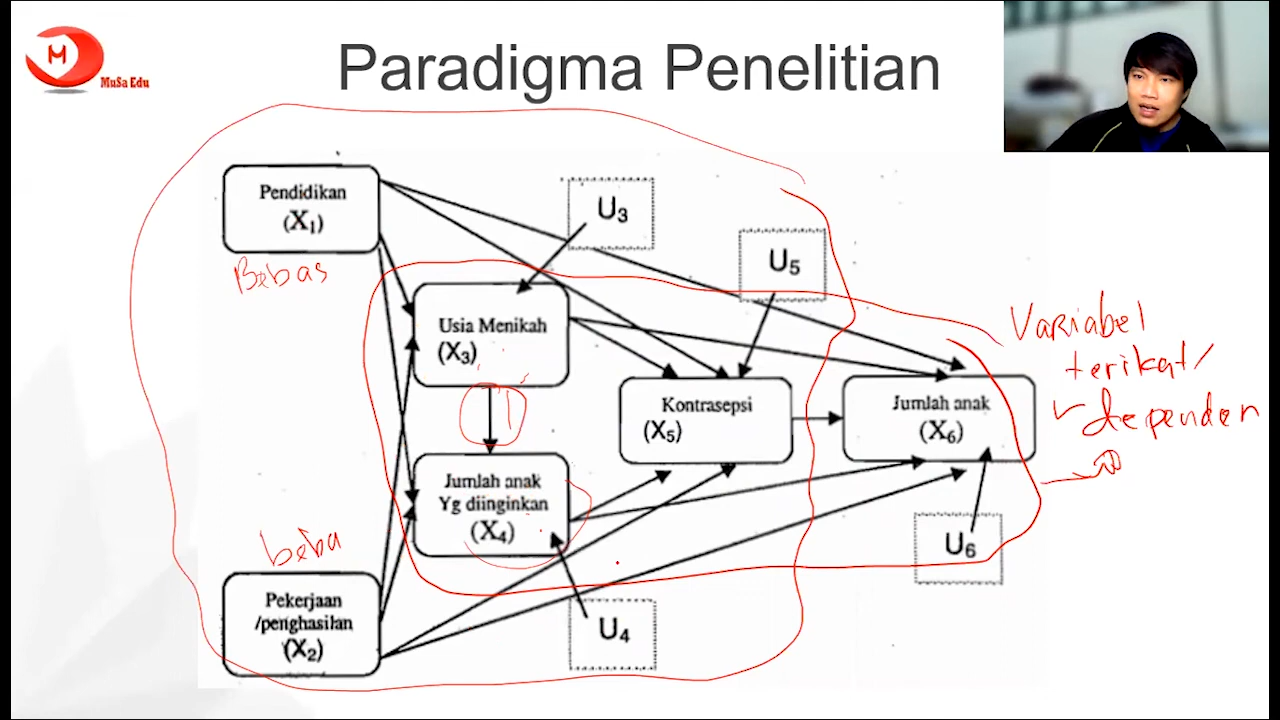 MuSa Edu
Paradigma Penelitian
Pendidikan
(X1)
Bebas
U3
U5
Usia Menikah
(X3)
Variabel
terikat/
dependen
Kontrasepsi
(X5)
Jumlah anak
(X6)
Jumlah anak
Yg diinginkan
(X4)
beba
U6
Pekerjaan
/penghasilan
(X2)
U4